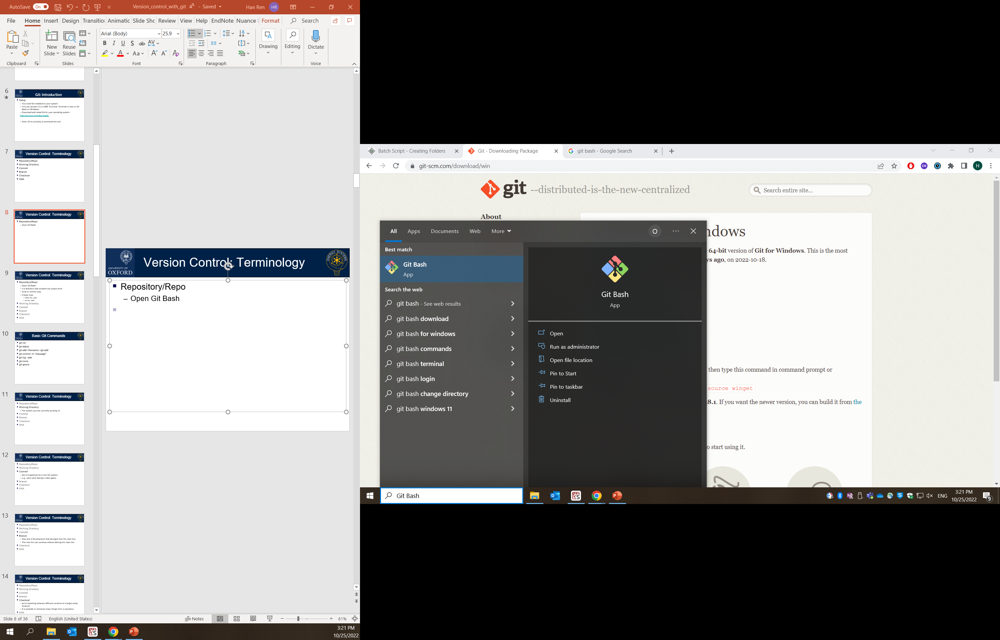 AutoSave On Version_control_with_git - Saved Han Ren HR
File Home Insert Design Transitio Animatic Slide Shc Review View Help EndNote Nuance Format Search
Arial (Body) 25.9
Paste New Slide Reuse Slides Drawing Editing Dictate
Clipboard Slides Font Paragraph Voice
6
Git: Introduction
Setup:
– You need Git installed on your system
– You can access it in a UNIX Terminal, Terminal in mac or Git Bash on Windows
– Download and install Git for your operating system:
https://git-scm.com/downloads
– Note: Git is primarily a command-line tool
7
Version Control: Terminology
Repository/Repo
Working Directory
Commit
Branch
Checkout
SHA
8
Version Control: Terminology
Repository/Repo
– Open Git Bash
9
Version Control: Terminology
Repository/Repo
– Open Git Bash
– is a directory that contains the project work
– local or remote copy
– Create repo
Working Directory
Commit
Branch
Checkout
SHA
10
Basic Git Commands
git init
git status
git add <filename> /git add .
git commit -m "message"
git log --stat
git clone
git ignore
11
Version Control: Terminology
Repository/Repo
Working Directory
– File system you are currently working on
Commit
Branch
Checkout
SHA
12
Version Control: Terminology
Repository/Repo
Working Directory
Commit
– Set of snapshots for a mini file system
– e.g., save point during a video game
Branch
Checkout
SHA
13
Version Control: Terminology
Repository/Repo
Working Directory
Commit
Branch
– New line of development that diverges from the main line
– The new line can continue without altering the main line.
Checkout
SHA
14
Version Control: Terminology
Repository/Repo
Working Directory
Commit
Branch
Checkout
– act of switching between different versions of a target entity (branch)
– It is possible to checkout many things from a repository
SHA
UNIVERSITY OF OXFORD
Version Control: Terminology
ENERGY SYSTEMS
Repository/Repo
– Open Git Bash
Slide 8 of 36 English (United States) Notes 61%
3:21 PM
10/25/2022
Batch Script - Creating Folders Git - Downloading Package git bash - Google Search
git-scm.com/download/win EN H
git --distributed-is-the-new-centralized Search entire site...
About
ndows
64-bit version of Git for Windows. This is the most
ys ago, on 2022-10-18.
then type this command in command prompt or
source winget
8.1. If you want the newer version, you can build it from the
o start using it.
All Apps Documents Web More O
Best match
Git Bash
App
Search the web
git bash - See web results
git bash download
git bash for windows
git bash commands
git bash terminal
git bash login
git bash change directory
git bash windows 11
Git Bash
App
Open
Run as administrator
Open file location
Pin to Start
Pin to taskbar
Uninstall
Git Bash
ENG
3:21 PM
10/25/2022
9